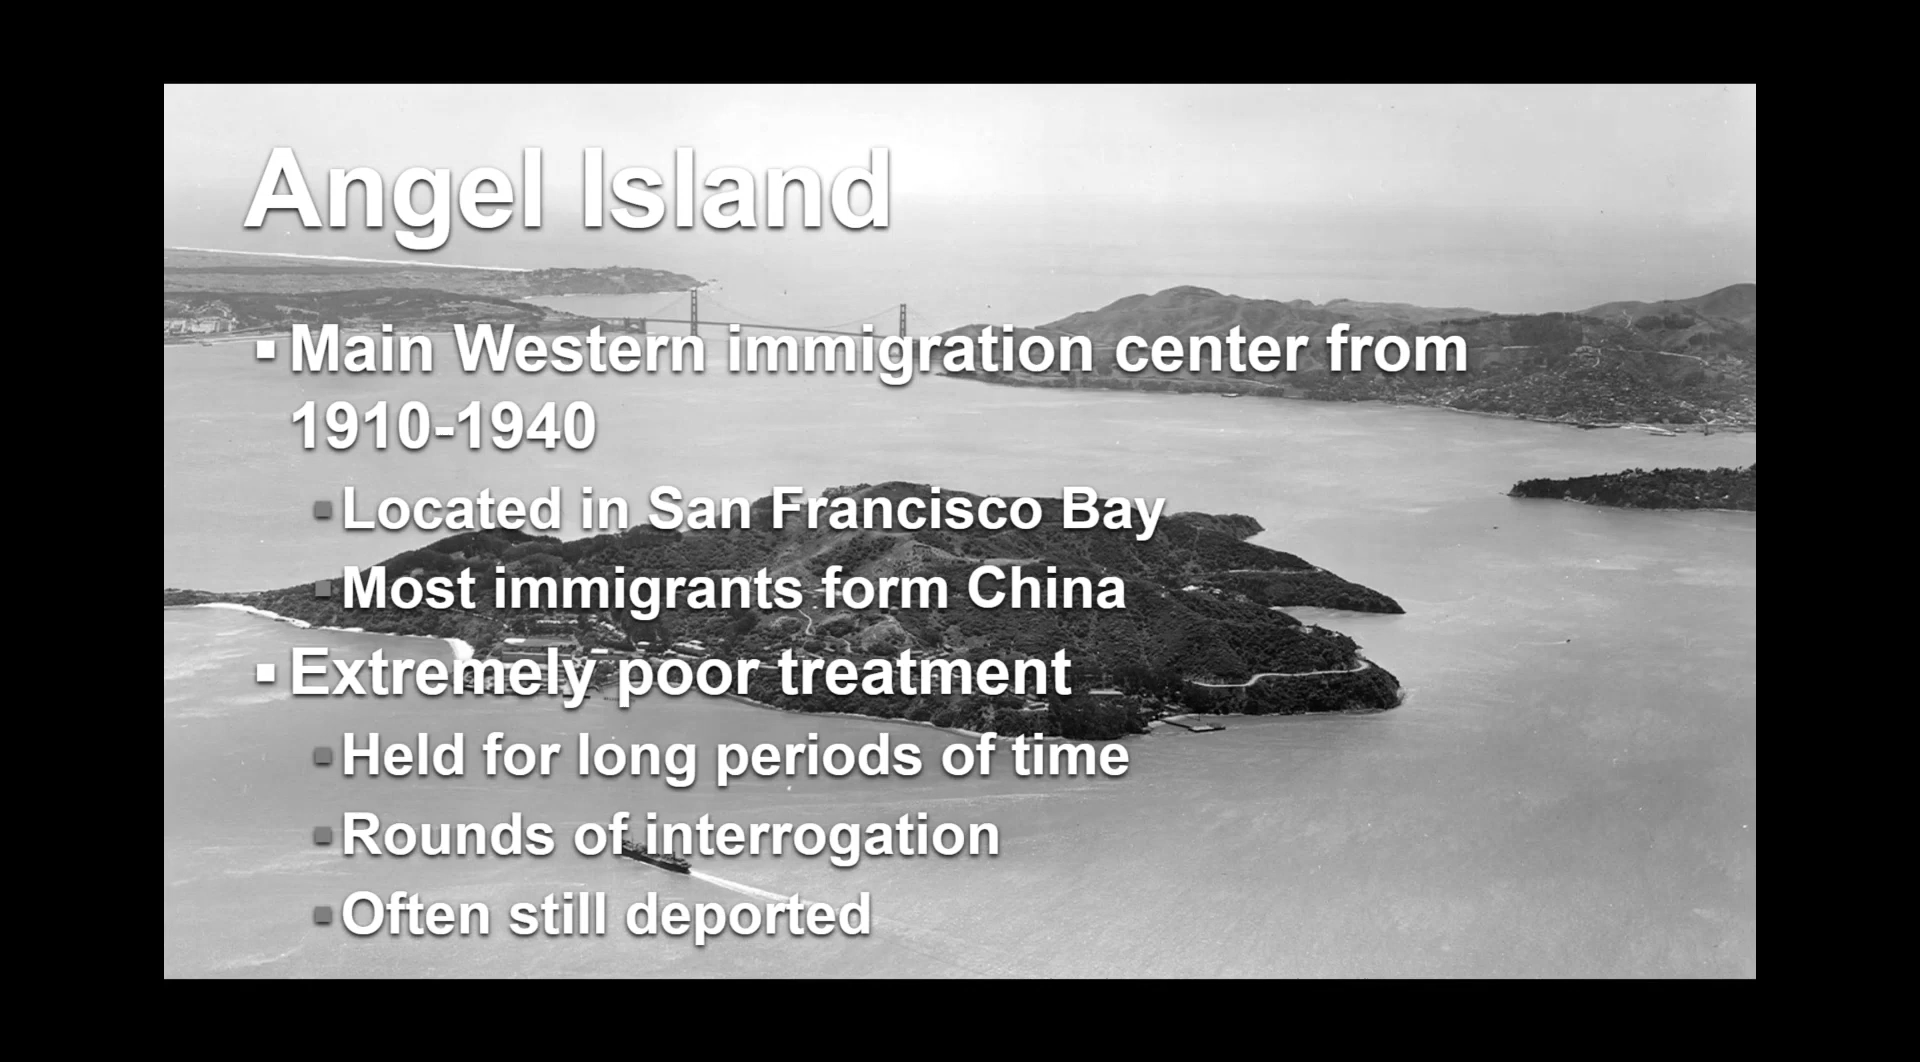 Angel Island
▪ Main Western immigration center from
1910-1940
▪ Located in San Francisco Bay
▪ Most immigrants form China
▪ Extremely poor treatment
▪ Held for long periods of time
▪ Rounds of interrogation
▪ Often still deported